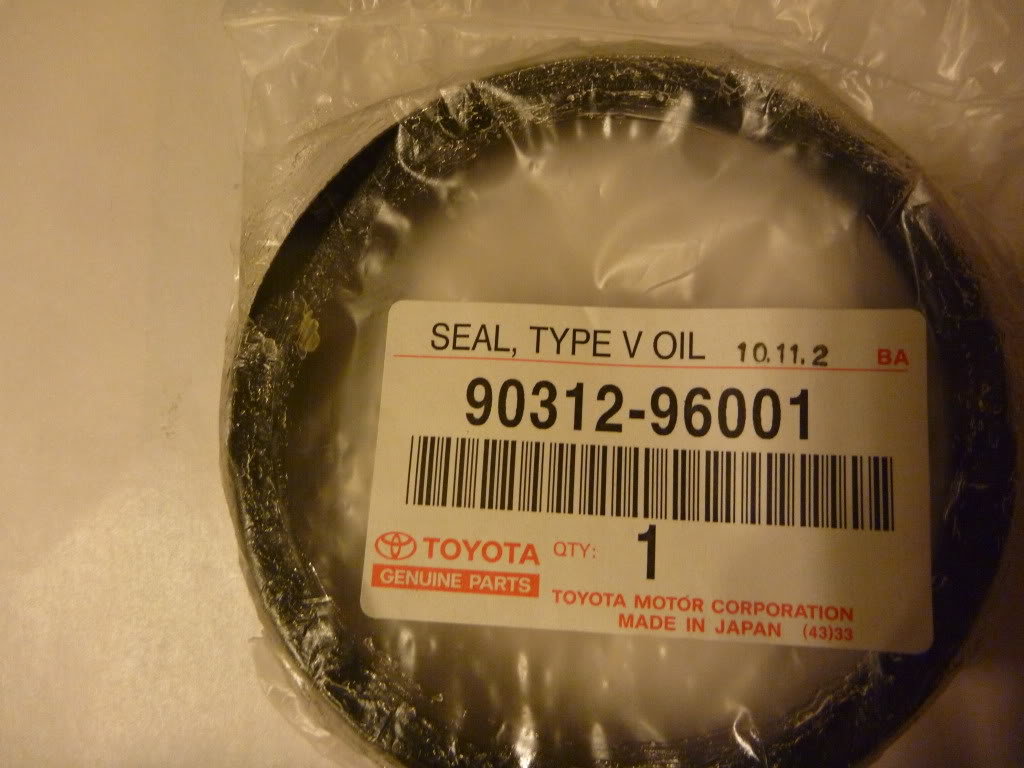 SEAL, TYPE V OIL 10.11.2 BA
90312-96001
TOYOTA QTY: 1
GENUINE PARTS
TOYOTA MOTOR CORPORATION
MADE IN JAPAN (43)33